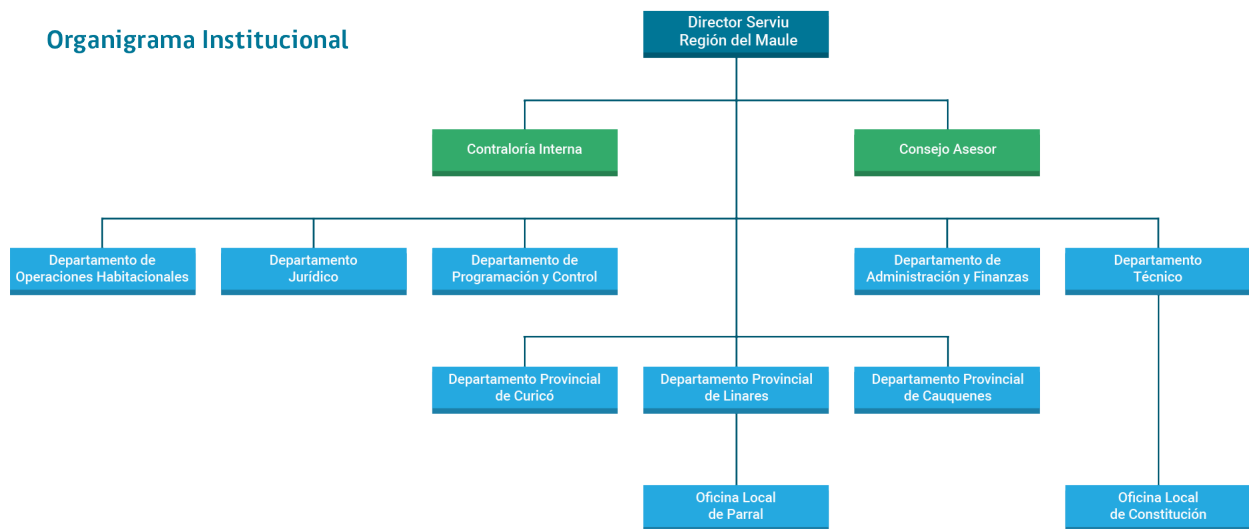 Organigrama Institucional
Director Serviu
Región del Maule
Contraloría Interna
Consejo Asesor
Departamento de
Operaciones Habitacionales
Departamento
Jurídico
Departamento de
Programación y Control
Departamento de
Administración y Finanzas
Departamento
Técnico
Departamento Provincial
de Curicó
Departamento Provincial
de Linares
Departamento Provincial
de Cauquenes
Oficina Local
de Parral
Oficina Local
de Constitución